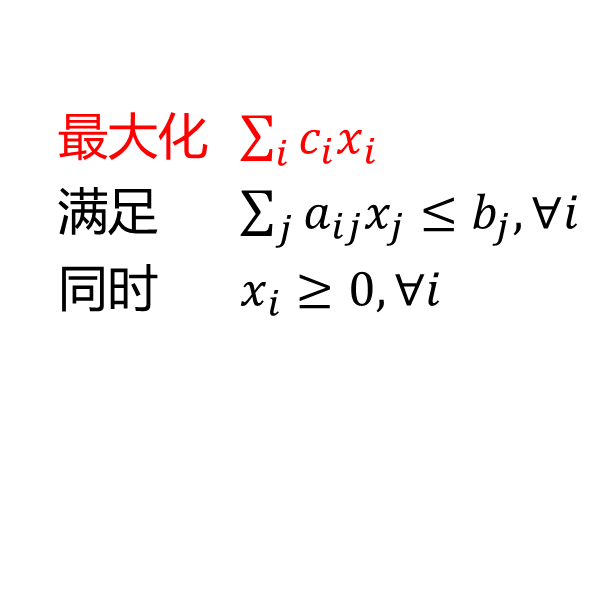 最大化 ∑ᵢ cᵢxᵢ
满足 ∑ⱼ aᵢⱼxⱼ ≤ bⱼ, ∀i
同时 xᵢ ≥ 0, ∀i